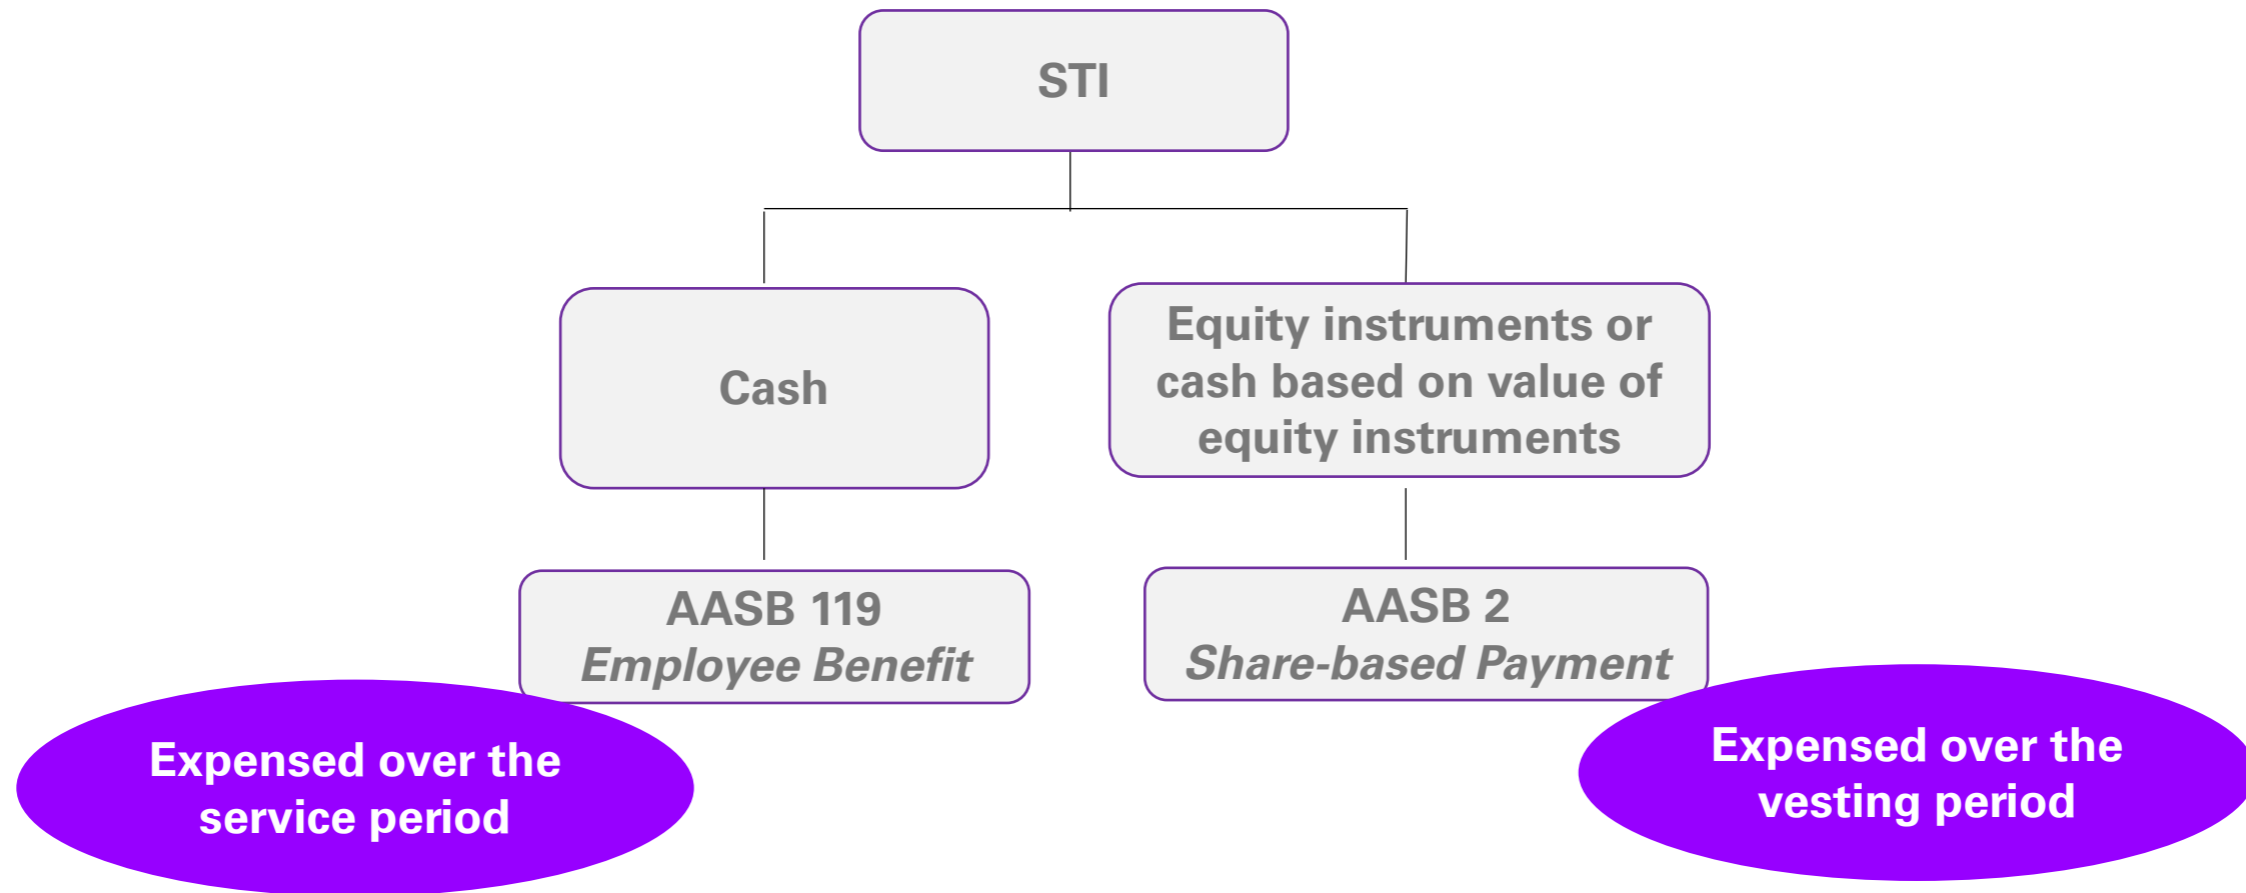 STI
Cash
Equity instruments or
cash based on value of
equity instruments
AASB 119
Employee Benefit
AASB 2
Share-based Payment
Expensed over the
service period
Expensed over the
vesting period